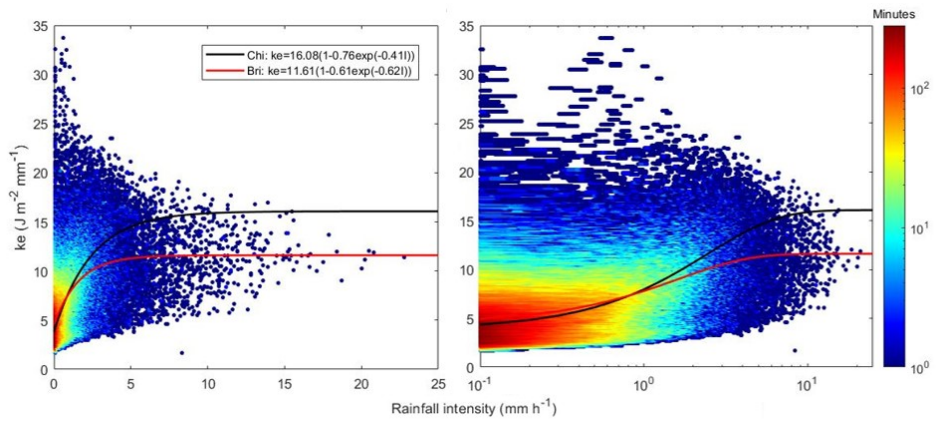 Minutes
35
30
25
20
15
10
5
0
ke (J m⁻² mm⁻¹)
Chi: ke=16.08(1-0.76exp(-0.41I))
Bri: ke=11.61(1-0.61exp(-0.62I))
0 5 10 15 20 25
35
30
25
20
15
10
5
0
10⁻¹ 10⁰ 10¹
10²
10¹
10⁰
Rainfall intensity (mm h⁻¹)